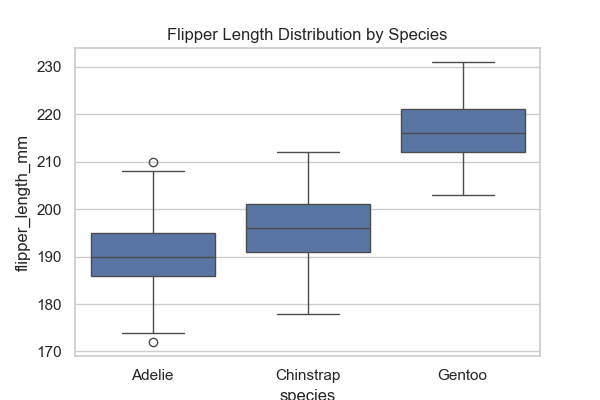 Flipper Length Distribution by Species
flipper_length_mm
230
220
210
200
190
180
170
Adelie Chinstrap Gentoo
species